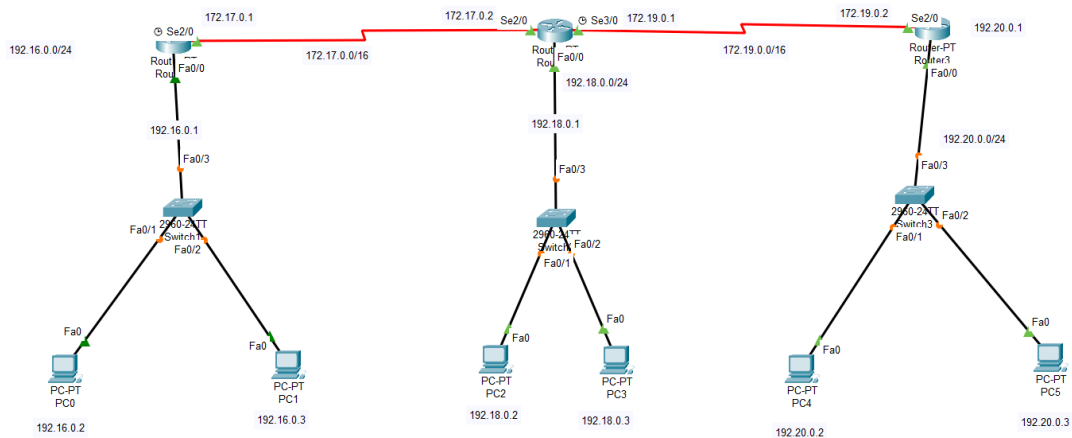 172.17.0.1
172.17.0.2
172.19.0.1
172.19.0.2
192.20.0.1
Se2/0
Se2/0
Se3/0
Se2/0
192.16.0.0/24
172.17.0.0/16
172.19.0.0/16
Router-PT
Router3
Fa0/0
Fa0/0
Fa0/0
192.18.0.0/24
192.16.0.1
192.18.0.1
192.20.0.0/24
Fa0/3
Fa0/3
Fa0/3
2960-24TT
Switch1
Fa0/1
Fa0/2
2960-24TT
Fa0/1
Fa0/2
2960-24TT
Switch3
Fa0/1
Fa0/2
Fa0
Fa0
Fa0
Fa0
PC-PT
PC0
PC-PT
PC1
PC-PT
PC2
PC-PT
PC3
PC-PT
PC4
PC-PT
PC5
192.16.0.2
192.16.0.3
192.18.0.2
192.18.0.3
192.20.0.2
192.20.0.3